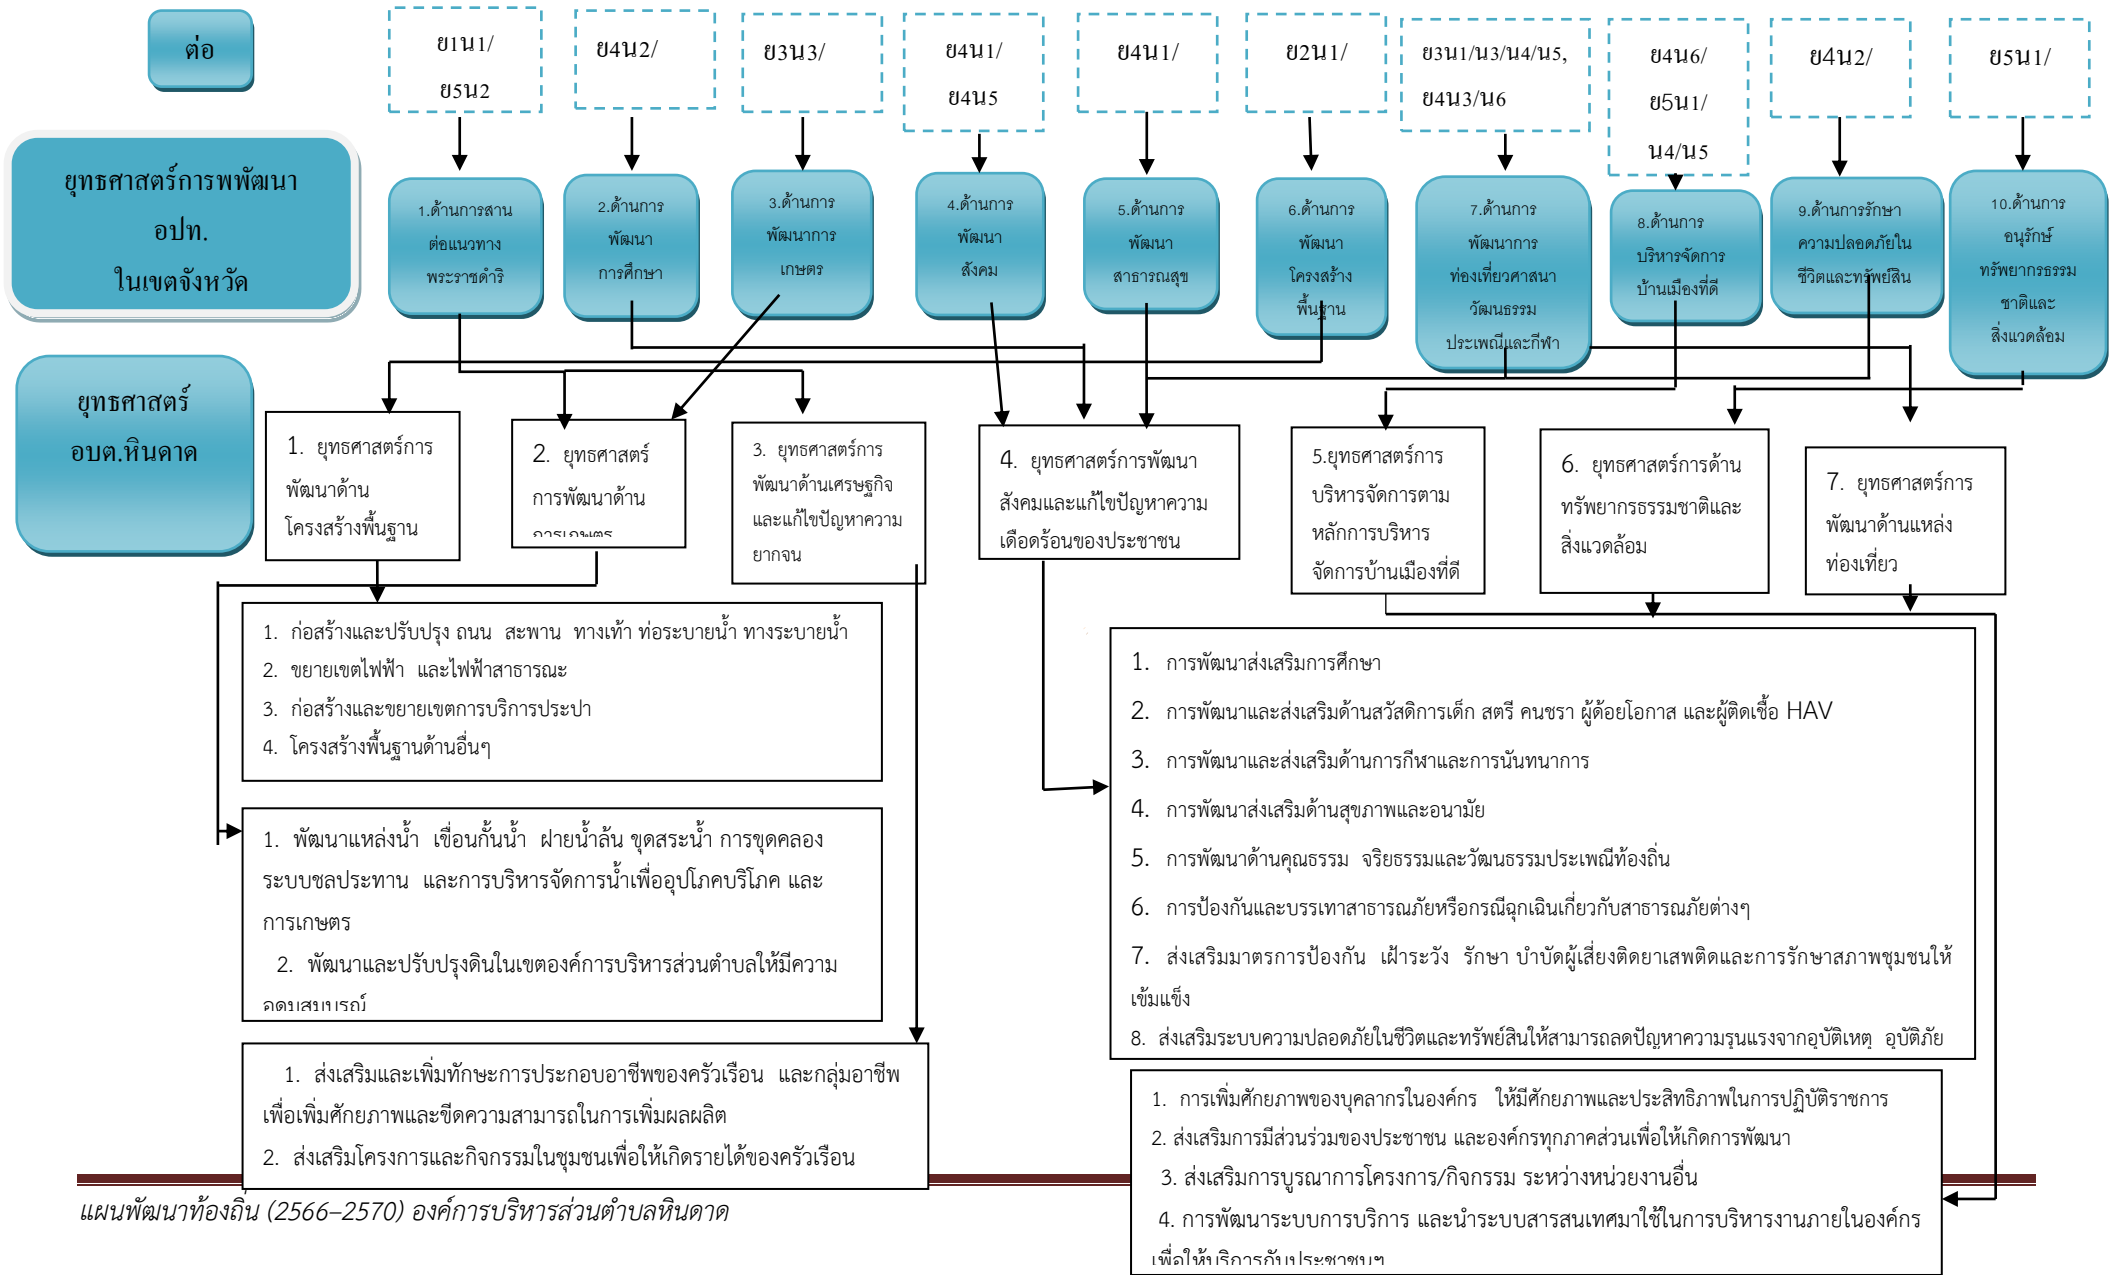 ต่อ
ย1น1/
ย5น2
ย4น2/
ย3น3/
ย4น1/
ย4น5
ย4น1/
ย2น1/
ย3น1/น3/น4/น5,
ย4น3/น6
ย4น6/
ย5น1/
น4/น5
ย4น2/
ย5น1/
ยุทธศาสตร์การพพัฒนา
อปท.
ในเขตจังหวัด
1.ด้านการสาน
ต่อแนวทาง
พระราชดำริ
2.ด้านการ
พัฒนา
การศึกษา
3.ด้านการ
พัฒนาการ
เกษตร
4.ด้านการ
พัฒนา
สังคม
5.ด้านการ
พัฒนา
สาธารณสุข
6.ด้านการ
พัฒนา
โครงสร้าง
พื้นฐาน
7.ด้านการ
พัฒนาการ
ท่องเที่ยวศาสนา
วัฒนธรรม
ประเพณีและกีฬา
8.ด้านการ
บริหารจัดการ
บ้านเมืองที่ดี
9.ด้านการรักษา
ความปลอดภัยใน
ชีวิตและทรัพย์สิน
10.ด้านการ
อนุรักษ์
ทรัพยากรธรรม
ชาติและ
สิ่งแวดล้อม
ยุทธศาสตร์
อบต.หินดาด
1. ยุทธศาสตร์การ
พัฒนาด้าน
โครงสร้างพื้นฐาน
2. ยุทธศาสตร์
การพัฒนาด้าน
การเกษตร
3. ยุทธศาสตร์การ
พัฒนาด้านเศรษฐกิจ
และแก้ไขปัญหาความ
ยากจน
4. ยุทธศาสตร์การพัฒนา
สังคมและแก้ไขปัญหาความ
เดือดร้อนของประชาชน
5.ยุทธศาสตร์การ
บริหารจัดการตาม
หลักการบริหาร
จัดการบ้านเมืองที่ดี
6. ยุทธศาสตร์การด้าน
ทรัพยากรธรรมชาติและ
สิ่งแวดล้อม
7. ยุทธศาสตร์การ
พัฒนาด้านแหล่ง
ท่องเที่ยว
1. ก่อสร้างและปรับปรุง ถนน สะพาน ทางเท้า ท่อระบายน้ำ ทางระบายน้ำ
2. ขยายเขตไฟฟ้า และไฟฟ้าสาธารณะ
3. ก่อสร้างและขยายเขตการบริการประปา
4. โครงสร้างพื้นฐานด้านอื่นๆ
1. พัฒนาแหล่งน้ำ เขื่อนกั้นน้ำ ฝายน้ำล้น ขุดสระน้ำ การขุดคลอง
ระบบชลประทาน และการบริหารจัดการน้ำเพื่ออุปโภคบริโภค และ
การเกษตร
2. พัฒนาและปรับปรุงดินในเขตองค์การบริหารส่วนตำบลให้มีความ
อุดมสมบูรณ์
1. ส่งเสริมและเพิ่มทักษะการประกอบอาชีพของครัวเรือน และกลุ่มอาชีพ
เพื่อเพิ่มศักยภาพและขีดความสามารถในการเพิ่มผลผลิต
2. ส่งเสริมโครงการและกิจกรรมในชุมชนเพื่อให้เกิดรายได้ของครัวเรือน
1. การพัฒนาส่งเสริมการศึกษา
2. การพัฒนาและส่งเสริมด้านสวัสดิการเด็ก สตรี คนชรา ผู้ด้อยโอกาส และผู้ติดเชื้อ HAV
3. การพัฒนาและส่งเสริมด้านการกีฬาและการนันทนาการ
4. การพัฒนาส่งเสริมด้านสุขภาพและอนามัย
5. การพัฒนาด้านคุณธรรม จริยธรรมและวัฒนธรรมประเพณีท้องถิ่น
6. การป้องกันและบรรเทาสาธารณภัยหรือกรณีฉุกเฉินเกี่ยวกับสาธารณภัยต่างๆ
7. ส่งเสริมมาตรการป้องกัน เฝ้าระวัง รักษา บำบัดผู้เสี่ยงติดยาเสพติดและการรักษาสภาพชุมชนให้
เข้มแข็ง
8. ส่งเสริมระบบความปลอดภัยในชีวิตและทรัพย์สินให้สามารถลดปัญหาความรุนแรงจากอุบัติเหตุ อุบัติภัย
1. การเพิ่มศักยภาพของบุคลากรในองค์กร ให้มีศักยภาพและประสิทธิภาพในการปฏิบัติราชการ
2. ส่งเสริมการมีส่วนร่วมของประชาชน และองค์กรทุกภาคส่วนเพื่อให้เกิดการพัฒนา
3. ส่งเสริมการบูรณาการโครงการ/กิจกรรม ระหว่างหน่วยงานอื่น
4. การพัฒนาระบบการบริการ และนำระบบสารสนเทศมาใช้ในการบริหารงานภายในองค์กร
เพื่อให้บริการกับประชาชนฯ
แผนพัฒนาท้องถิ่น (2566–2570) องค์การบริหารส่วนตำบลหินดาด